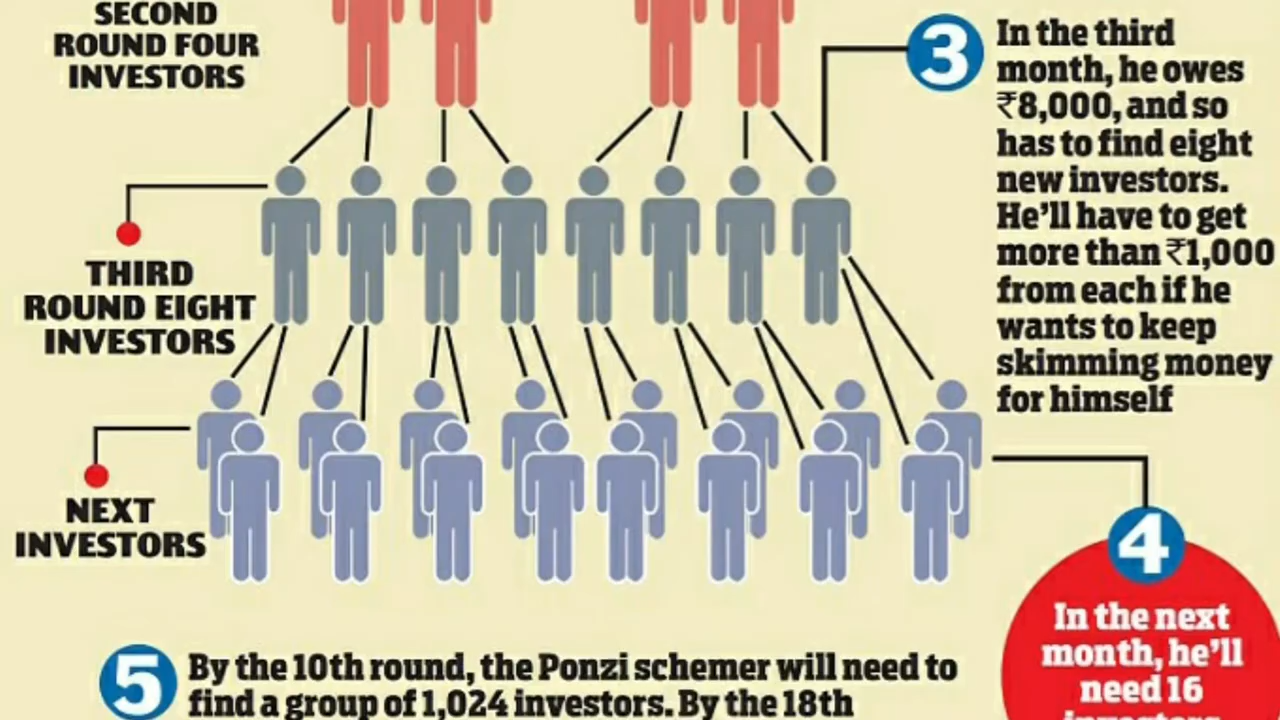 SECOND
ROUND FOUR
INVESTORS
3
In the third
month, he owes
₹8,000, and so
has to find eight
new investors.
He'll have to get
more than ₹1,000
from each if he
wants to keep
skimming money
for himself
THIRD
ROUND EIGHT
INVESTORS
NEXT
INVESTORS
4
In the next
month, he'll
need 16
5
By the 10th round, the Ponzi schemer will need to
find a group of 1,024 investors. By the 18th